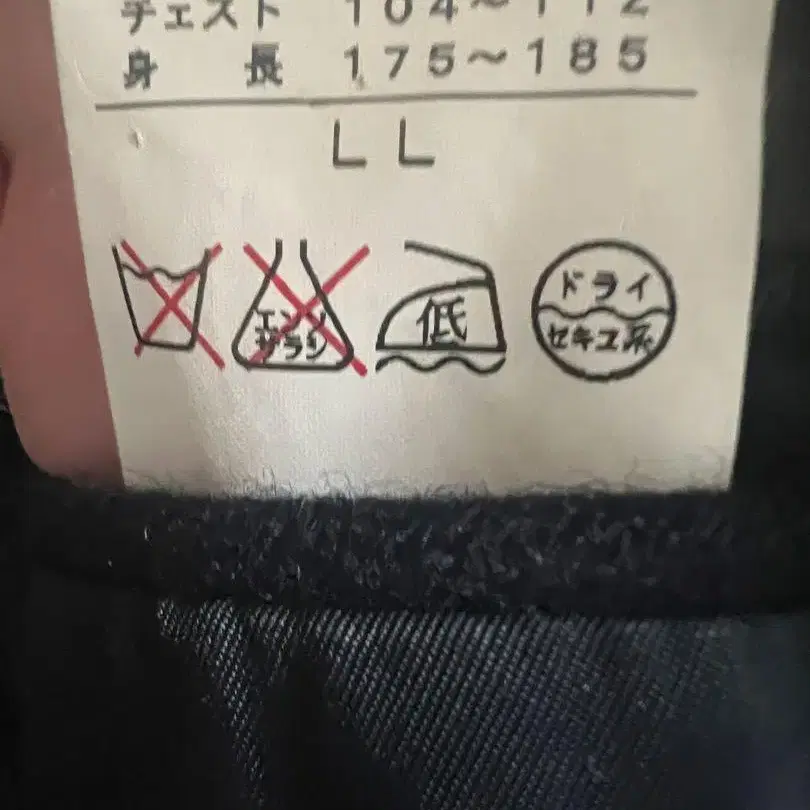 チェスト 104～112
身 長 175～185
LL
エンソ
サラシ
低
ドライ
セキユ系